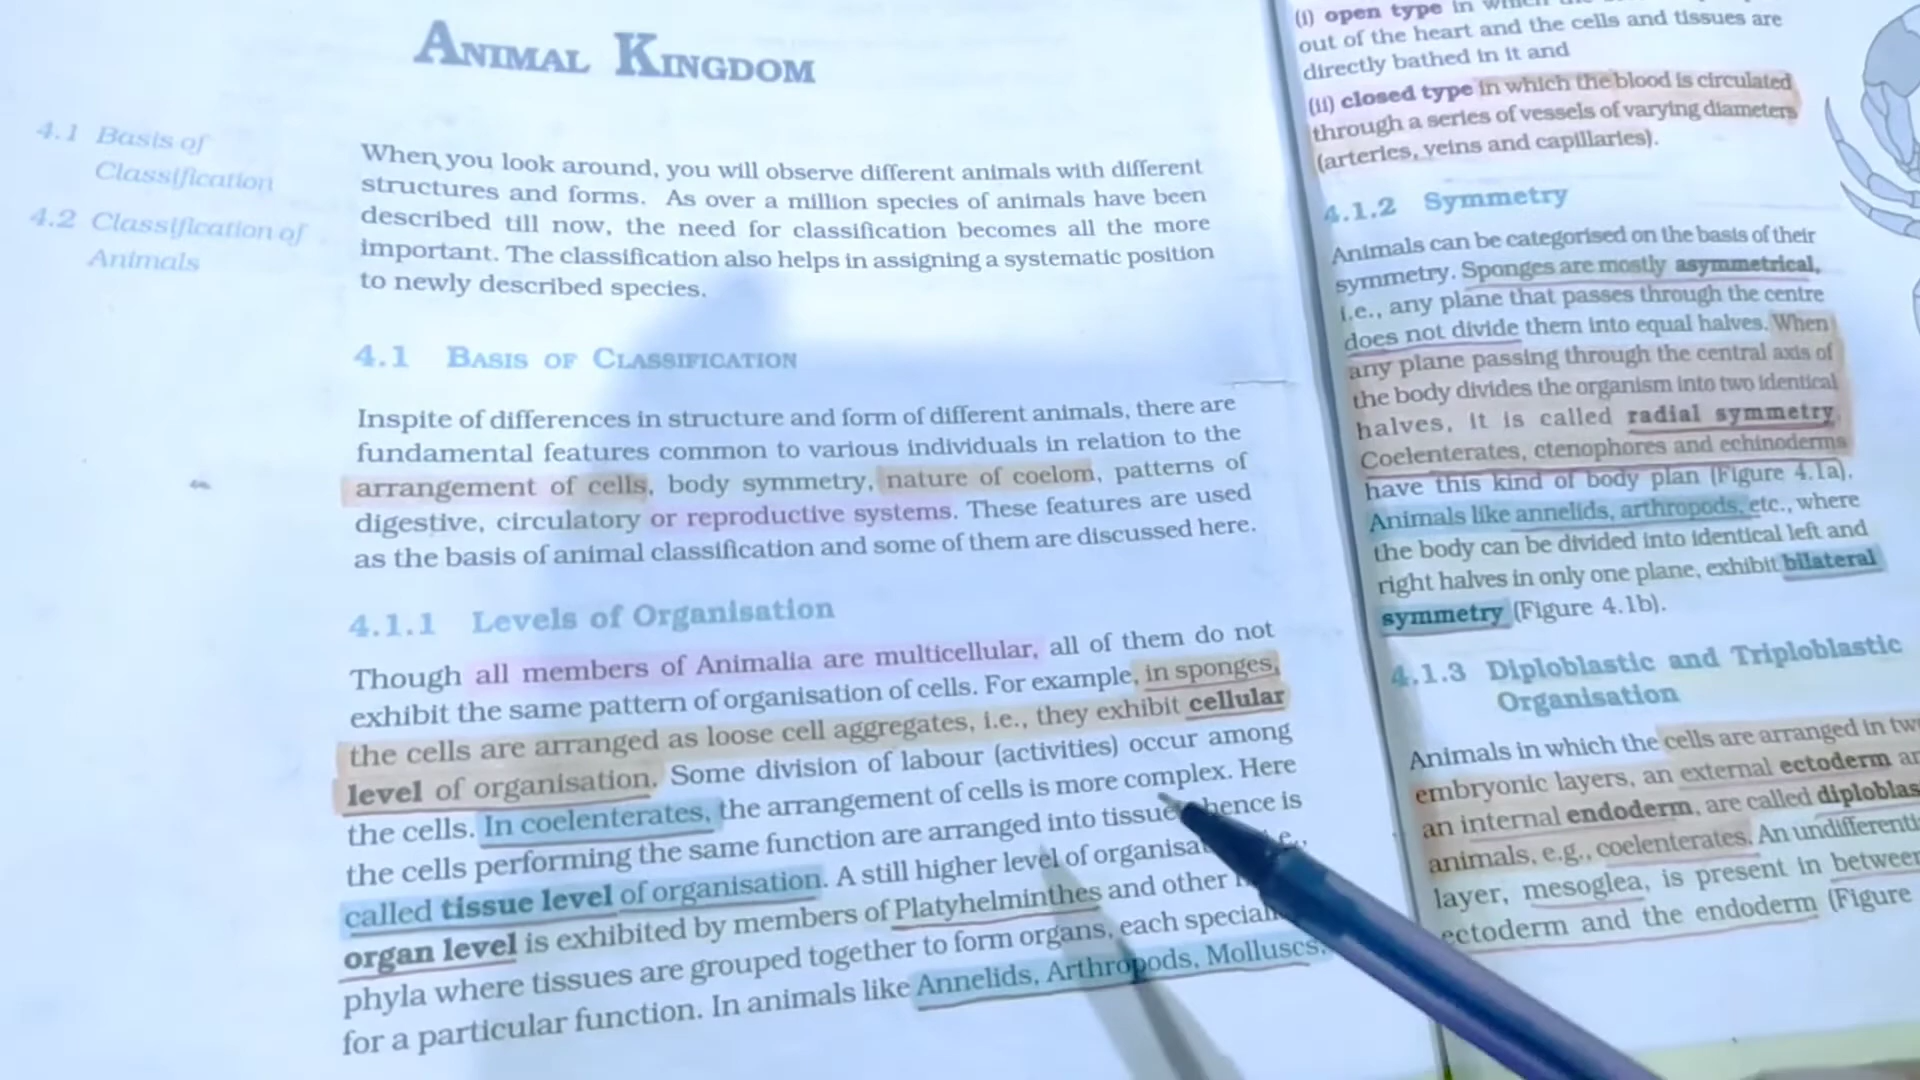 ANIMAL KINGDOM
4.1 Basis of
Classification
4.2 Classification of
Animals
When you look around, you will observe different animals with different
structures and forms. As over a million species of animals have been
described till now, the need for classification becomes all the more
important. The classification also helps in assigning a systematic position
to newly described species.
4.1 BASIS OF CLASSIFICATION
Inspite of differences in structure and form of different animals, there are
fundamental features common to various individuals in relation to the
arrangement of cells, body symmetry, nature of coelom, patterns of
digestive, circulatory or reproductive systems. These features are used
as the basis of animal classification and some of them are discussed here.
4.1.1 Levels of Organisation
Though all members of Animalia are multicellular, all of them do not
exhibit the same pattern of organisation of cells. For example, in sponges,
the cells are arranged as loose cell aggregates, i.e., they exhibit cellular
level of organisation. Some division of labour (activities) occur among
the cells. In coelenterates, the arrangement of cells is more complex. Here
the cells performing the same function are arranged into tissue hence is
called tissue level of organisation. A still higher level of
organ level is exhibited by members of Platyhelminthes and other
phyla where tissues are grouped together to form organs, each
for a particular function. In animals like Annelids, Arthropods, Molluscs,
(i) open type in
out of the heart and the cells and tissues are
directly bathed in it and
(ii) closed type in which the blood is circulated
through a series of vessels of varying diameters
(arteries, veins and capillaries).
4.1.2 Symmetry
Animals can be categorised on the basis of their
symmetry. Sponges are mostly asymmetrical,
i.e., any plane that passes through the centre
does not divide them into equal halves. When
any plane passing through the central axis of
the body divides the organism into two identical
halves, it is called radial symmetry.
Coelenterates, ctenophores and echinoderms
have this kind of body plan (Figure 4.1a).
Animals like annelids, arthropods, etc., where
the body can be divided into identical left and
right halves in only one plane, exhibit bilateral
symmetry (Figure 4.1b).
4.1.3 Diploblastic and Triploblastic
Organisation
Animals in which the cells are arranged in
embryonic layers, an external ectoderm
an internal endoderm, are called
animals, e.g., coelenterates. An
layer, mesoglea, is present in between
ectoderm and the endoderm (Figure